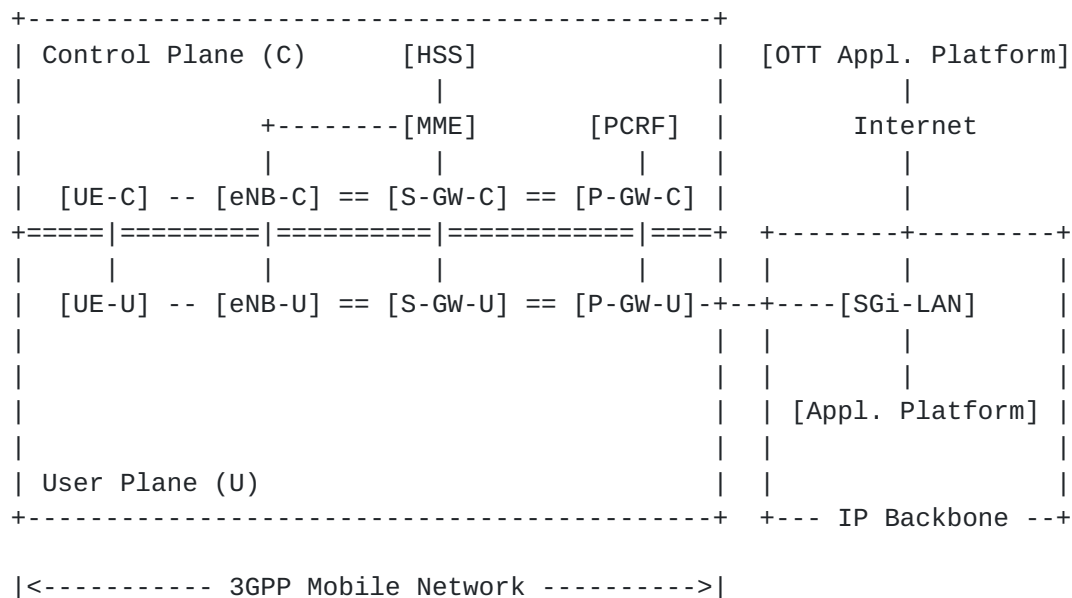 +--------------------------------------------+
| Control Plane (C)      [HSS]               |  [OTT Appl. Platform]
|                          |                 |           |
|               +--------[MME]       [PCRF]  |        Internet
|               |          |            |    |           |
|  [UE-C] -- [eNB-C] == [S-GW-C] == [P-GW-C] |           |
+=====|=========|==========|============|====+  +--------+---------+
|     |         |          |            |    |  |        |         |
|  [UE-U] -- [eNB-U] == [S-GW-U] == [P-GW-U]-+--+----[SGi-LAN]     |
|                                            |  |        |         |
|                                            |  |        |         |
|                                            |  | [Appl. Platform] |
|                                            |  |                  |
| User Plane (U)                             |  |                  |
+--------------------------------------------+  +--- IP Backbone --+
|<----------- 3GPP Mobile Network ---------->|